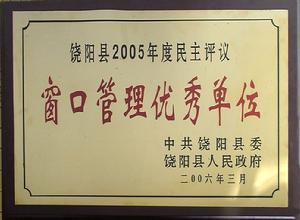 饶阳县2005年度民主评议
窗口管理优秀单位
中共饶阳县委
饶阳县人民政府
二00六年三月